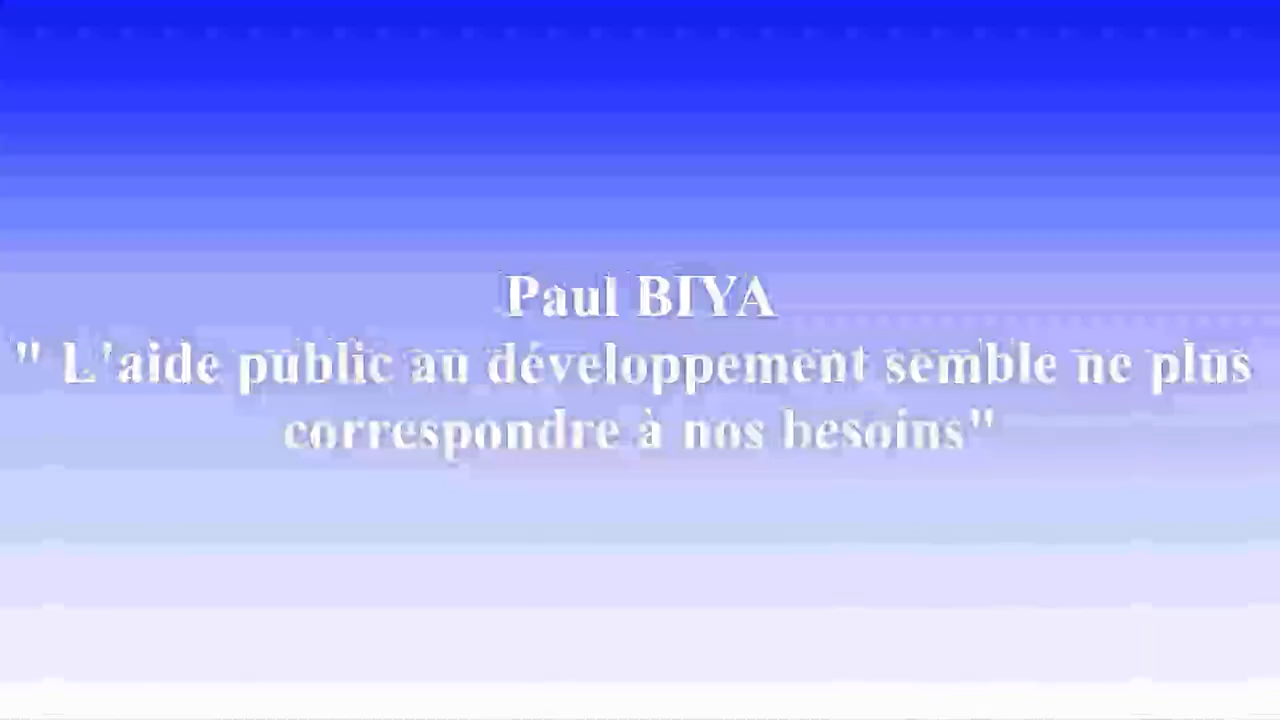 Paul BIYA
" L'aide public au développement semble ne plus
correspondre à nos besoins"